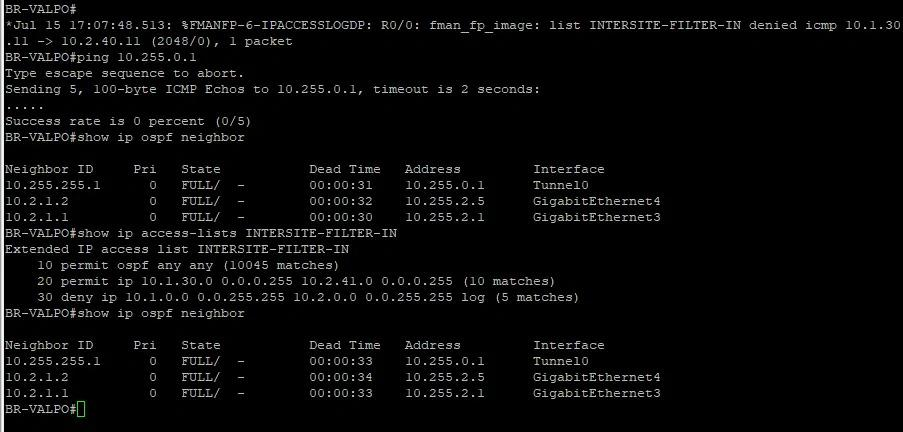 BR-VALPO#
*Jul 15 17:07:48.513: %FMANFP-6-IPACCESSLOGDP: R0/0: fman_fp_image: list INTERSITE-FILTER-IN denied icmp 10.1.30
.11 -> 10.2.40.11 (2048/0), 1 packet
BR-VALPO#ping 10.255.0.1
Type escape sequence to abort.
Sending 5, 100-byte ICMP Echos to 10.255.0.1, timeout is 2 seconds:
.....
Success rate is 0 percent (0/5)
BR-VALPO#show ip ospf neighbor

Neighbor ID     Pri   State           Dead Time   Address         Interface
10.255.255.1      0   FULL/  -        00:00:31    10.255.0.1      Tunnel0
10.2.1.2          0   FULL/  -        00:00:32    10.255.2.5      GigabitEthernet4
10.2.1.1          0   FULL/  -        00:00:30    10.255.2.1      GigabitEthernet3
BR-VALPO#show ip access-lists INTERSITE-FILTER-IN
Extended IP access list INTERSITE-FILTER-IN
    10 permit ospf any any (10045 matches)
    20 permit ip 10.1.30.0 0.0.0.255 10.2.41.0 0.0.0.255 (10 matches)
    30 deny ip 10.1.0.0 0.0.255.255 10.2.0.0 0.0.255.255 log (5 matches)
BR-VALPO#show ip ospf neighbor

Neighbor ID     Pri   State           Dead Time   Address         Interface
10.255.255.1      0   FULL/  -        00:00:33    10.255.0.1      Tunnel0
10.2.1.2          0   FULL/  -        00:00:34    10.255.2.5      GigabitEthernet4
10.2.1.1          0   FULL/  -        00:00:33    10.255.2.1      GigabitEthernet3
BR-VALPO#